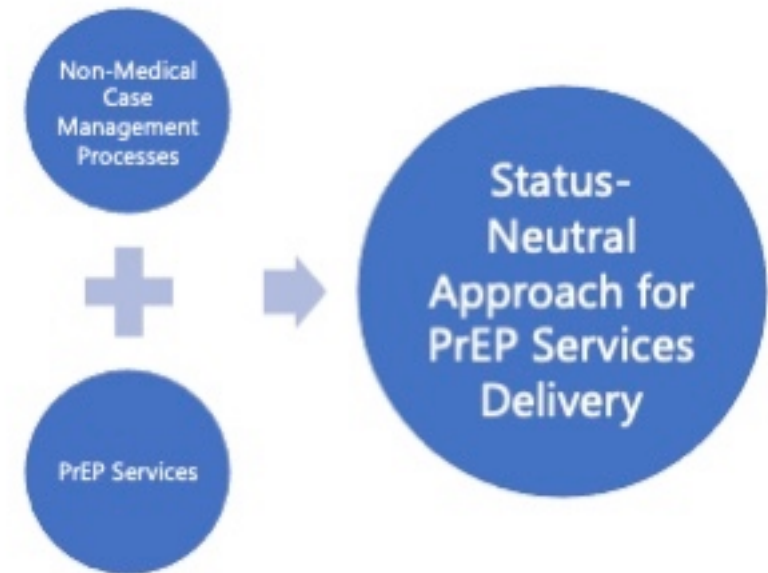 Non-Medical
Case
Management
Processes
PrEP Services
Status-
Neutral
Approach for
PrEP Services
Delivery